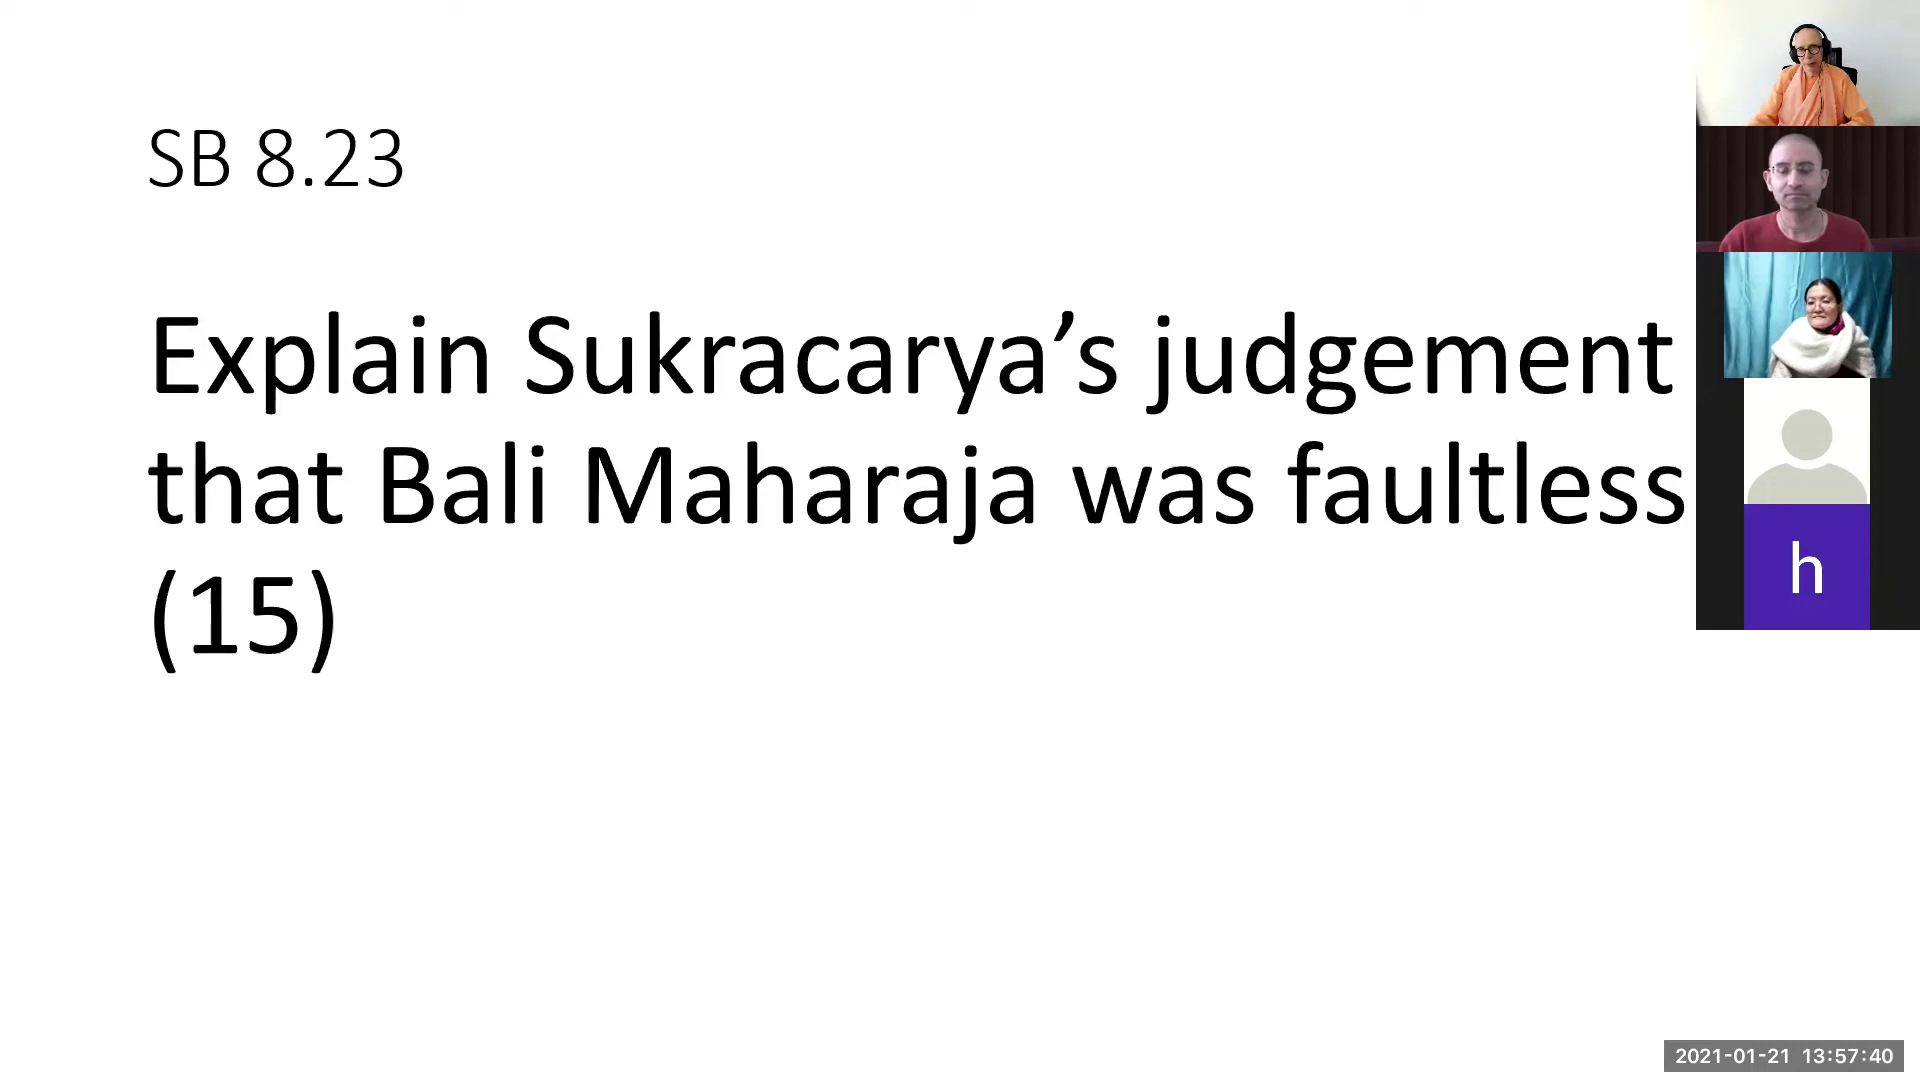 SB 8.23
Explain Sukracarya’s judgement
that Bali Maharaja was faultless
(15)
h
2021-01-21 13:57:40